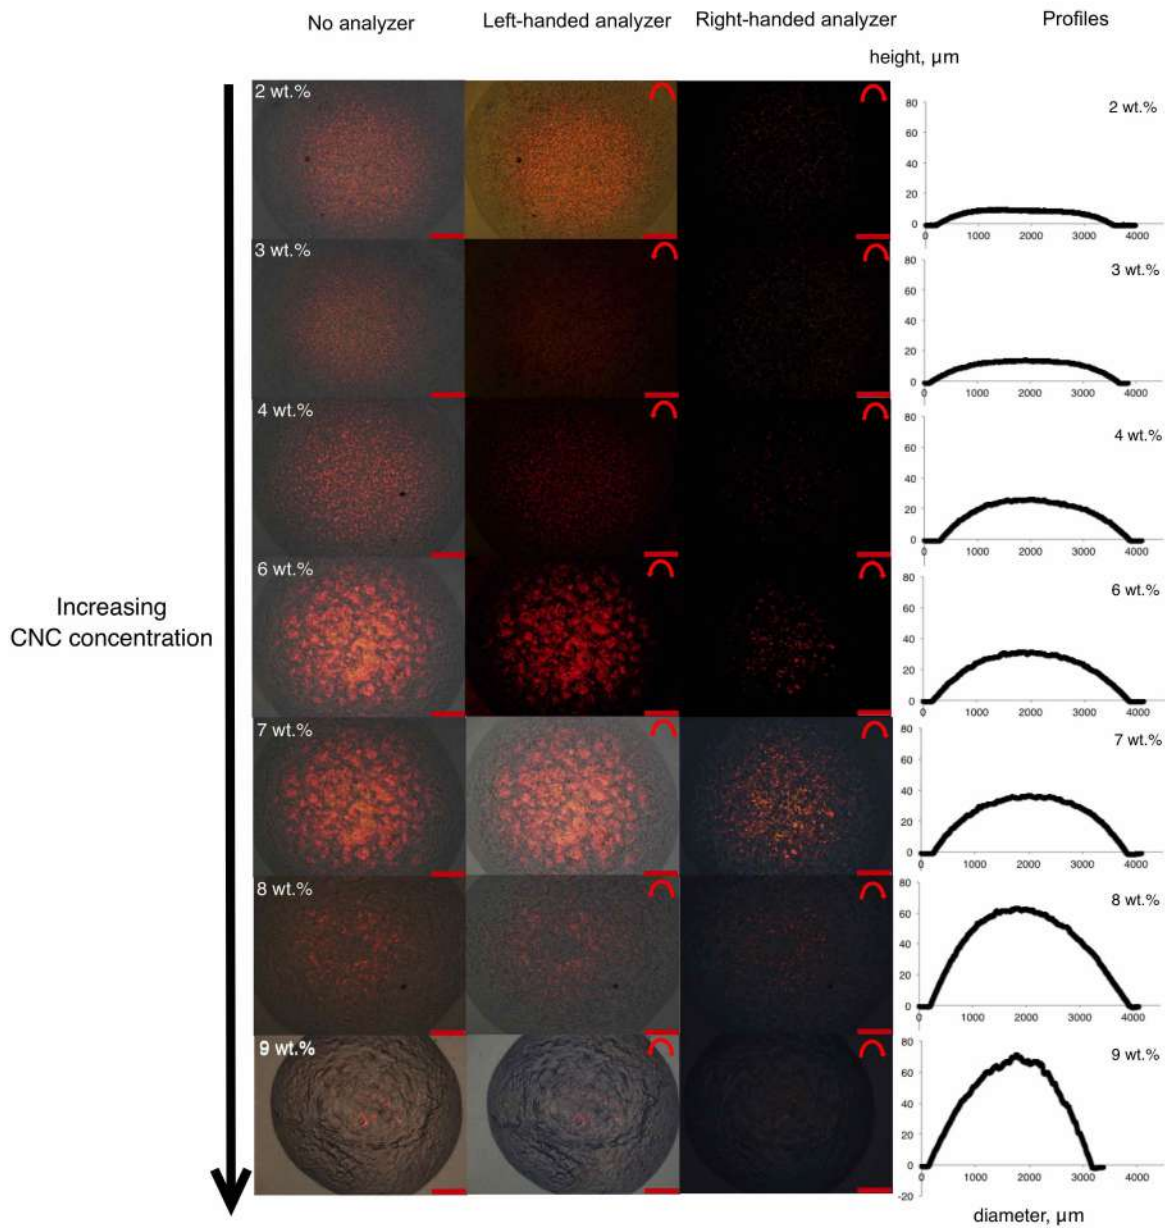 No analyzer
Left-handed analyzer
Right-handed analyzer
Profiles
height, µm
Increasing
CNC concentration
2 wt.%
80
60
40
20
0
0 1000 2000 3000 4000
2 wt.%
3 wt.%
80
60
40
20
0
0 1000 2000 3000 4000
3 wt.%
4 wt.%
80
60
40
20
0
0 1000 2000 3000 4000
4 wt.%
6 wt.%
80
60
40
20
0
0 1000 2000 3000 4000
6 wt.%
7 wt.%
80
60
40
20
0
0 1000 2000 3000 4000
7 wt.%
8 wt.%
80
60
40
20
0
0 1000 2000 3000 4000
8 wt.%
9 wt.%
80
60
40
20
0
-20
0 1000 2000 3000 4000
9 wt.%
diameter, µm